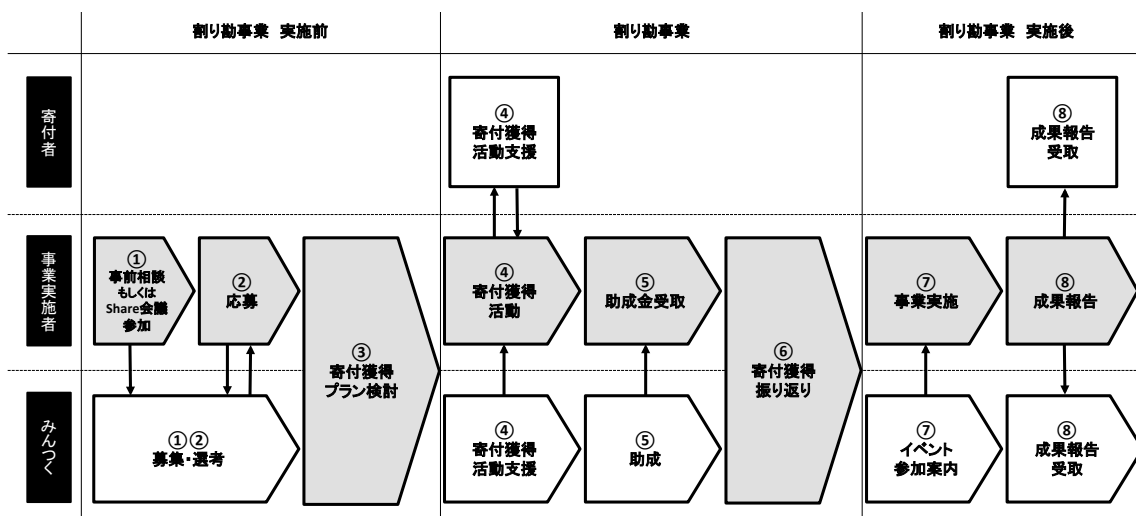 割り勘事業 実施前
割り勘事業
割り勘事業 実施後
寄付者
④
寄付獲得
活動支援
⑧
成果報告
受取
事業実施者
①
事前相談
もしくは
Share会議
参加
②
応募
③
寄付獲得
プラン検討
④
寄付獲得
活動
⑤
助成金受取
⑥
寄付獲得
振り返り
⑦
事業実施
⑧
成果報告
みんつく
①②
募集・選考
④
寄付獲得
活動支援
⑤
助成
⑦
イベント
参加案内
⑧
成果報告
受取